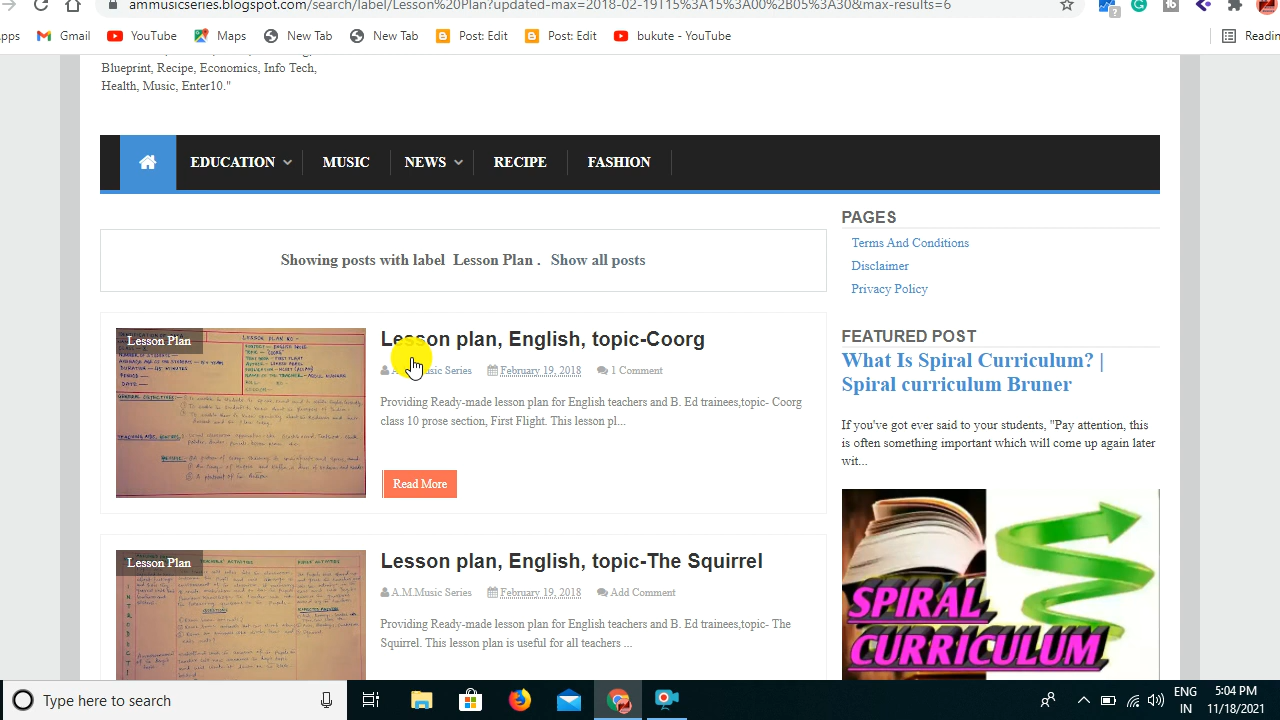 ammusicseries.blogspot.com/search/label/Lesson%20Plan?updated-max=2018-02-19T15%3A15%3A00%2B05%3A30&max-results=6
Gmail YouTube Maps New Tab New Tab Post: Edit Post: Edit bukute - YouTube
Blueprint, Recipe, Economics, Info Tech,
Health, Music, Enter10."
EDUCATION MUSIC NEWS RECIPE FASHION
Showing posts with label Lesson Plan . Show all posts
Lesson Plan
LESSON PLAN NO -
Lesson plan, English, topic-Coorg
Music Series February 19, 2018 1 Comment
Providing Ready-made lesson plan for English teachers and B. Ed trainees,topic- Coorg
class 10 prose section, First Flight. This lesson pl...
Read More
Lesson Plan
Lesson plan, English, topic-The Squirrel
A.M.Music Series February 19, 2018 Add Comment
Providing Ready-made lesson plan for English teachers and B. Ed trainees,topic- The
Squirrel. This lesson plan is useful for all teachers ...
PAGES
Terms And Conditions
Disclaimer
Privacy Policy
FEATURED POST
What Is Spiral Curriculum? |
Spiral curriculum Bruner
If you've got ever said to your students, "Pay attention, this
is often something important which will come up again later
wit...
SPIRAL
CURRICULUM
Type here to search
ENG
IN
5:04 PM
11/18/2021